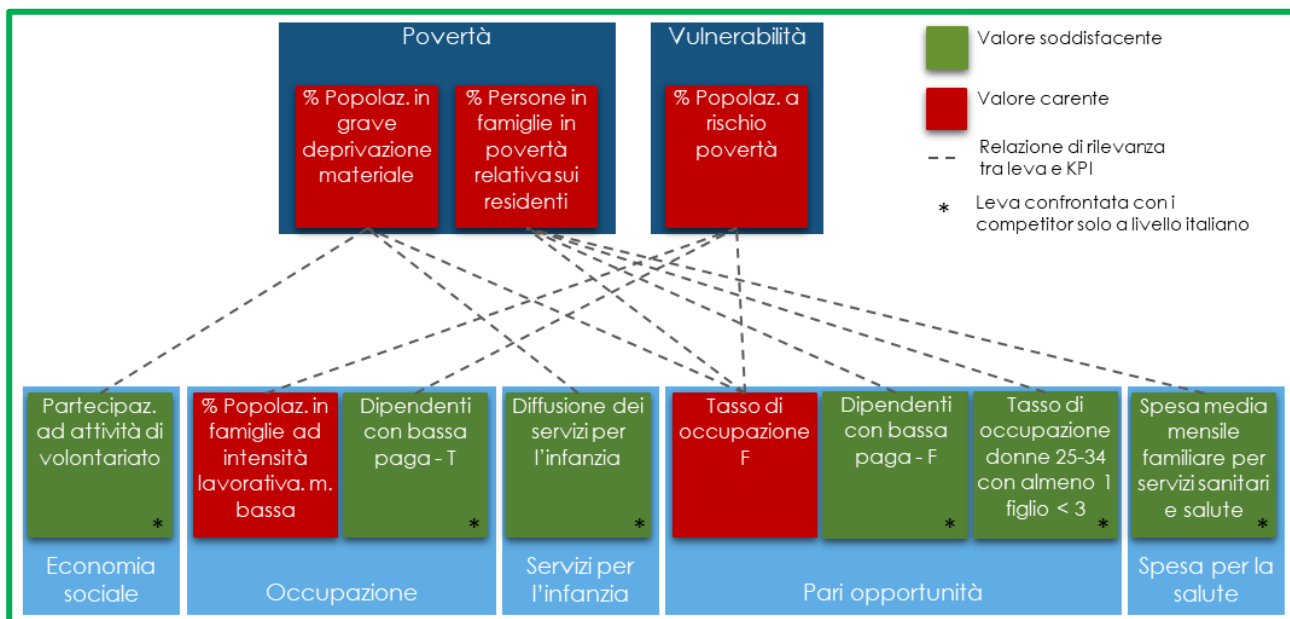 Povertà
Vulnerabilità
Valore soddisfacente
Valore carente
Relazione di rilevanza
tra leva e KPI
* Leva confrontata con i
competitor solo a livello italiano
% Popolaz. in
grave
deprivazione
materiale
% Persone in
famiglie in
povertà
relativa sui
residenti
% Popolaz. a
rischio
povertà
Partecipaz.
ad attività di
volontariato
*
% Popolaz. in
famiglie ad
intensità
lavorativa. m.
bassa
Dipendenti
con bassa
paga - T
*
Diffusione dei
servizi per
l'infanzia
*
Tasso di
occupazione
F
Dipendenti
con bassa
paga - F
*
Tasso di
occupazione
donne 25-34
con almeno 1
figlio < 3
*
Spesa media
mensile
familiare per
servizi sanitari
e salute
*
Economia
sociale
Occupazione
Servizi per
l'infanzia
Pari opportunità
Spesa per la
salute